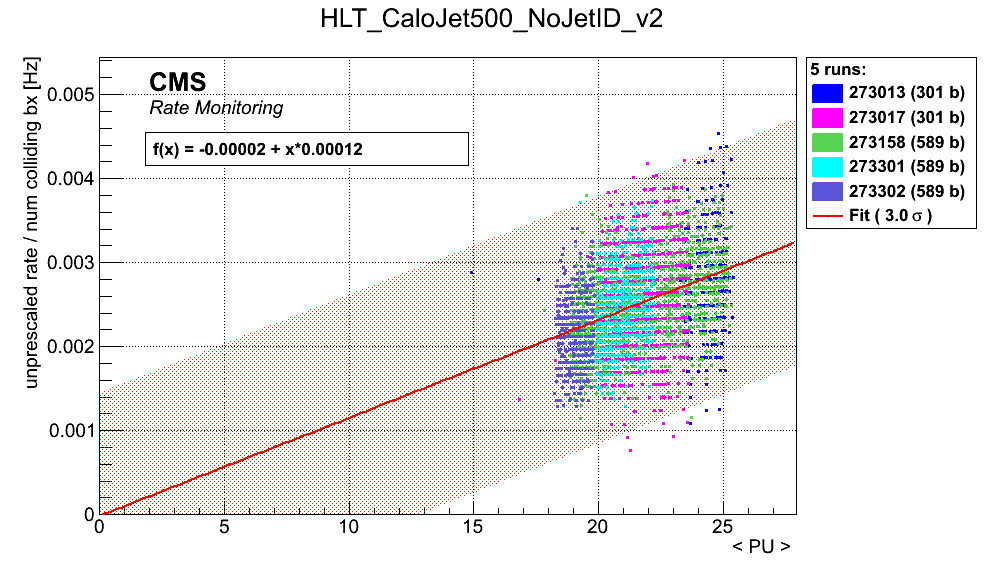 HLT_CaloJet500_NoJetID_v2
unprescaled rate / num colliding bx [Hz]
CMS
Rate Monitoring
f(x) = -0.00002 + x*0.00012
0.005
0.004
0.003
0.002
0.001
0
0
5
10
15
20
25
< PU >
5 runs:
273013 (301 b)
273017 (301 b)
273158 (589 b)
273301 (589 b)
273302 (589 b)
Fit ( 3.0 σ )